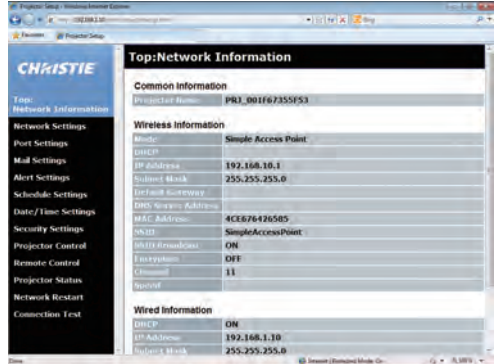 Projector Setup - Windows Internet Explorer
Bing
Favorites
Projector Setup
CHRISTIE
Top:
Network Information
Network Settings
Port Settings
Mail Settings
Alert Settings
Schedule Settings
Date/Time Settings
Security Settings
Projector Control
Remote Control
Projector Status
Network Restart
Connection Test
Top:Network Information
Common Information
Projector Name PRJ_001F67355F53
Wireless Information
Mode Simple Access Point
DHCP
IP Address 192.168.10.1
Subnet Mask 255.255.255.0
Default Gateway
DNS Server Address
MAC Address 4CE676426585
SSID SimpleAccessPoint
SSID Broadcast ON
Encryption OFF
Channel 11
Speed
Wired Information
DHCP ON
IP Address 192.168.1.10
Subnet Mask 255.255.255.0
Done
Internet | Protected Mode: On
100%